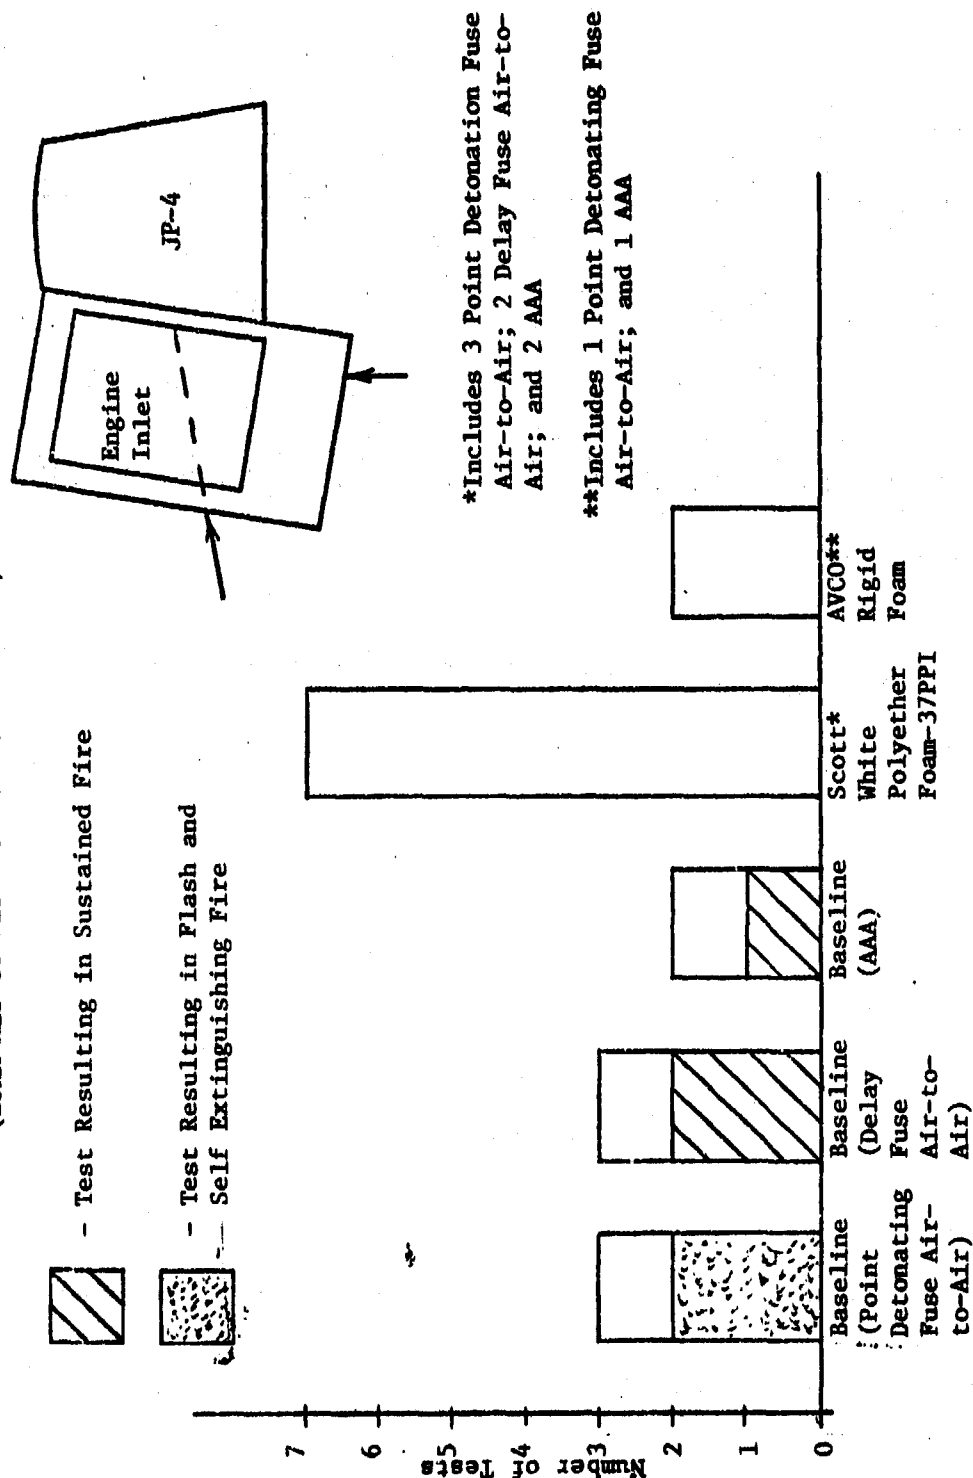 - Test Resulting in Sustained Fire
- Test Resulting in Flash and
Self Extinguishing Fire
Engine
Inlet
JP-4
*Includes 3 Point Detonation Fuse
Air-to-Air; 2 Delay Fuse Air-to-
Air; and 2 AAA
**Includes 1 Point Detonating Fuse
Air-to-Air; and 1 AAA
Number of Tests
7
6
5
4
3
2
1
0
Baseline
(Point
Detonating
Fuse Air-
to-Air)
Baseline
(Delay
Fuse
Air-to-
Air)
Baseline
(AAA)
Scott*
White
Polyether
Foam-37PPI
AVCO**
Rigid
Foam